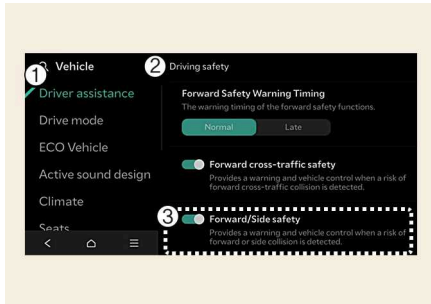 1
Vehicle
2
Driving safety
Driver assistance
Drive mode
ECO Vehicle
Active sound design
Climate
Seats
Forward Safety Warning Timing
The warning timing of the forward safety functions.
Normal
Late
Forward cross-traffic safety
Provides a warning and vehicle control when a risk of
forward cross-traffic collision is detected.
3
Forward/Side safety
Provides a warning and vehicle control when a risk of
forward or side collision is detected.